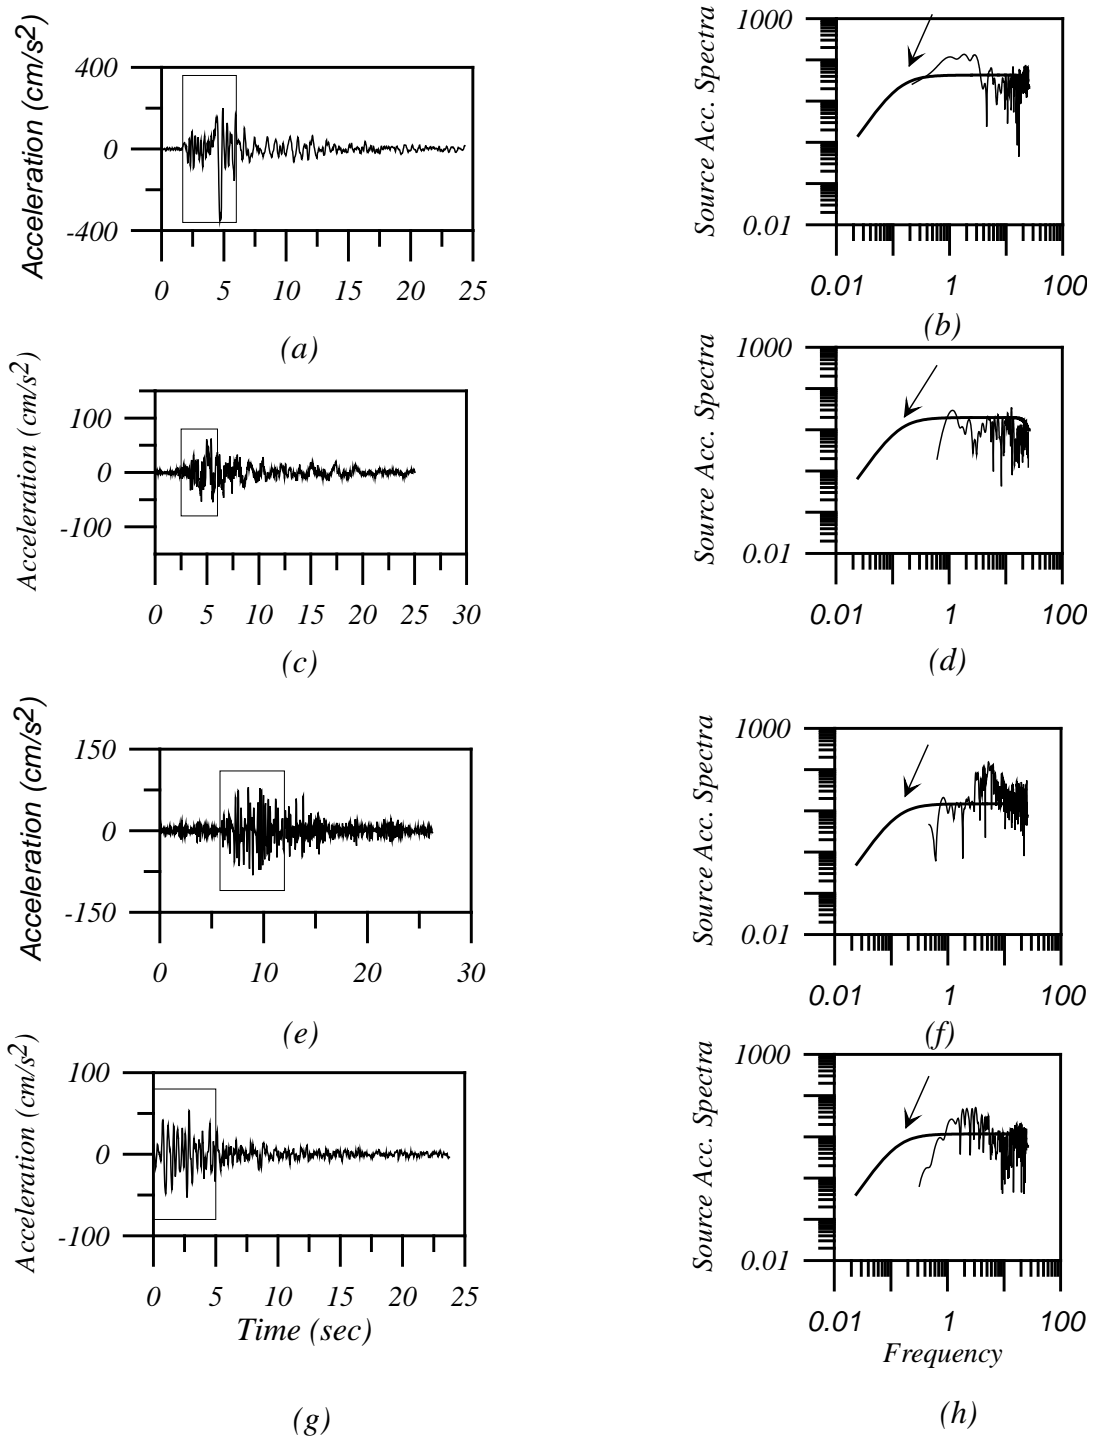 Acceleration (cm/s2)
400
0
-400
0 5 10 15 20 25
(a)
Source Acc. Spectra
1000
0.01
0.01 1 100
(b)
Acceleration (cm/s2)
100
0
-100
0 5 10 15 20 25 30
(c)
Source Acc. Spectra
1000
0.01
0.01 1 100
(d)
Acceleration (cm/s2)
150
0
-150
0 10 20 30
(e)
Source Acc. Spectra
1000
0.01
0.01 1 100
(f)
Acceleration (cm/s2)
100
0
-100
0 5 10 15 20 25
Time (sec)
(g)
Source Acc. Spectra
1000
0.01
0.01 1 100
Frequency
(h)